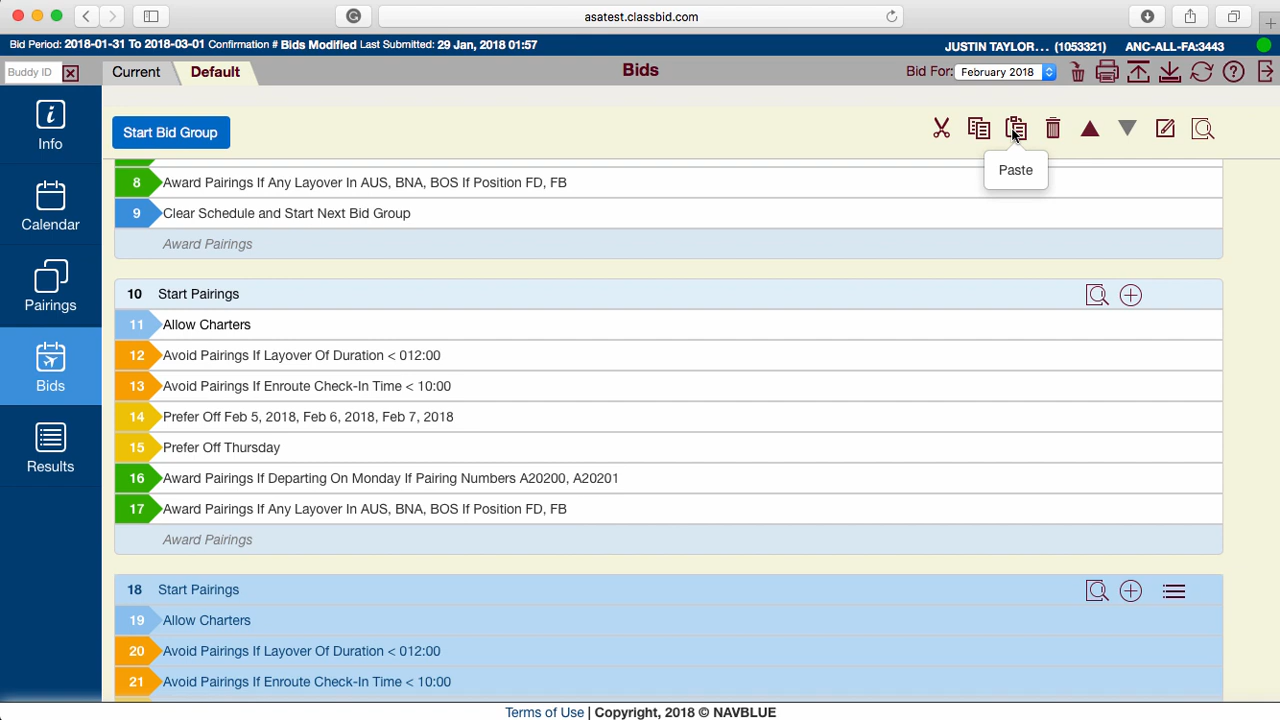 asatest.classbid.com
Bid Period: 2018-01-31 To 2018-03-01 Confirmation # Bids Modified Last Submitted: 29 Jan, 2018 01:57
JUSTIN TAYLOR... (1053321) ANC-ALL-FA:3443
Buddy ID Current Default Bids Bid For: February 2018
Start Bid Group
Paste
Info
Calendar
Pairings
Bids
Results
8 Award Pairings If Any Layover In AUS, BNA, BOS If Position FD, FB
9 Clear Schedule and Start Next Bid Group
Award Pairings
10 Start Pairings
11 Allow Charters
12 Avoid Pairings If Layover Of Duration < 012:00
13 Avoid Pairings If Enroute Check-In Time < 10:00
14 Prefer Off Feb 5, 2018, Feb 6, 2018, Feb 7, 2018
15 Prefer Off Thursday
16 Award Pairings If Departing On Monday If Pairing Numbers A20200, A20201
17 Award Pairings If Any Layover In AUS, BNA, BOS If Position FD, FB
Award Pairings
18 Start Pairings
19 Allow Charters
20 Avoid Pairings If Layover Of Duration < 012:00
21 Avoid Pairings If Enroute Check-In Time < 10:00
Terms of Use | Copyright, 2018 © NAVBLUE